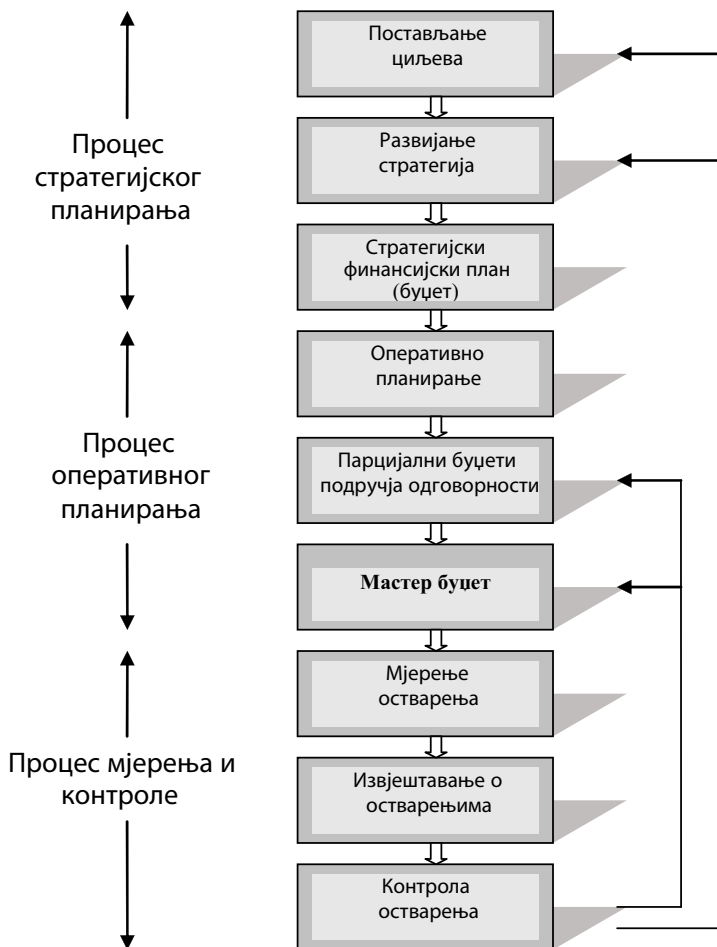 Постављање
циљева
Процес
стратегијског
планирања
Развијање
стратегија
Стратегијски
финансијски план
(буџет)
Оперативно
планирање
Процес
оперативног
планирања
Парцијални буџети
подручја одговорности
Мастер буџет
Мјерење
остварења
Процес мјерења и
контроле
Извјештавање о
остварењима
Контрола
остварења